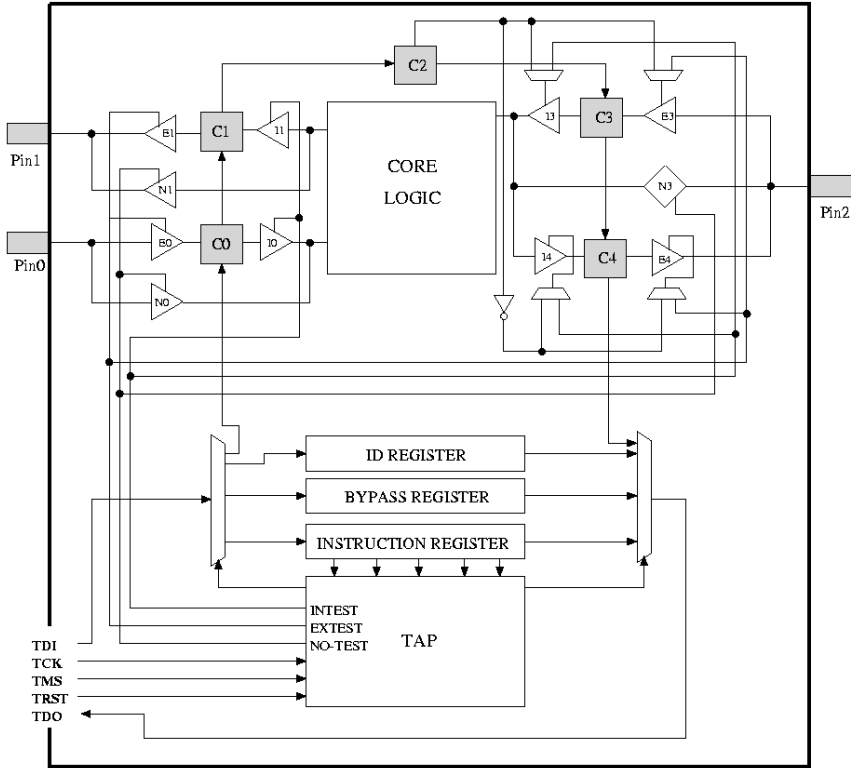 C2
B1
C1
I1
I3
C3
B3
Pin1
CORE
LOGIC
N1
N3
Pin2
B0
C0
I0
Pin0
I4
C4
B4
N0
ID REGISTER
BYPASS REGISTER
INSTRUCTION REGISTER
INTEST
EXTEST
NO-TEST
TAP
TDI
TCK
TMS
TRST
TDO